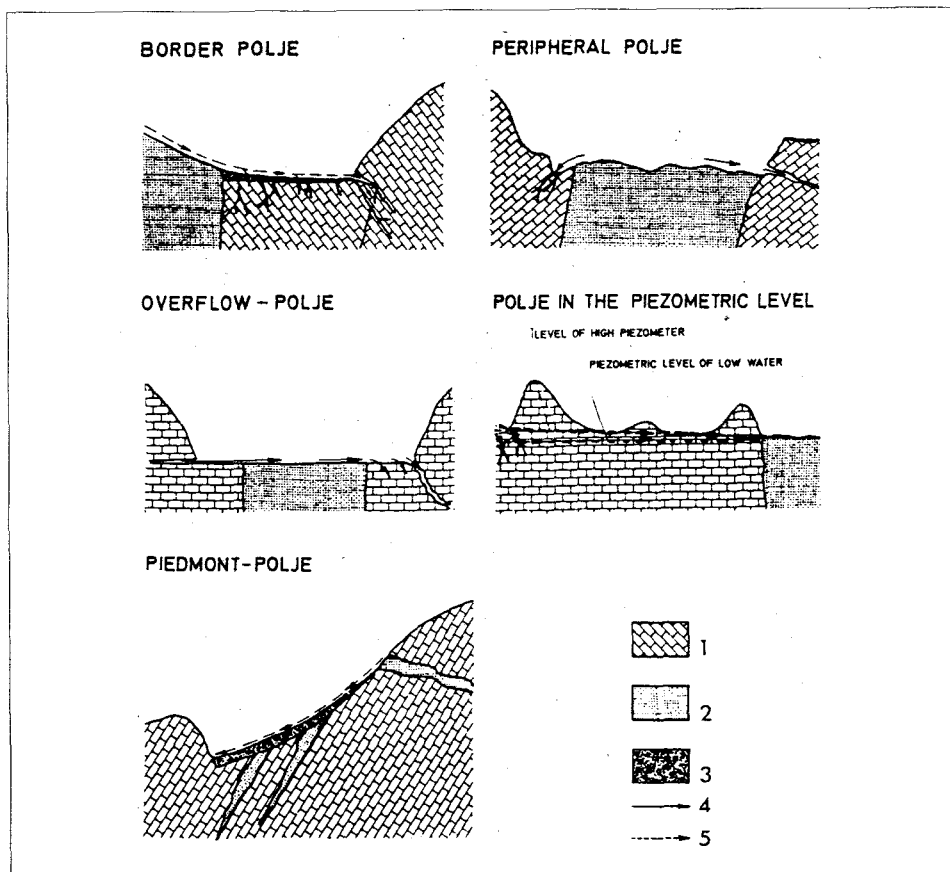 BORDER POLJE
PERIPHERAL POLJE
OVERFLOW - POLJE
POLJE IN THE PIEZOMETRIC LEVEL
LEVEL OF HIGH PIEZOMETER
PIEZOMETRIC LEVEL OF LOW WATER
PIEDMONT-POLJE
1
2
3
4
5